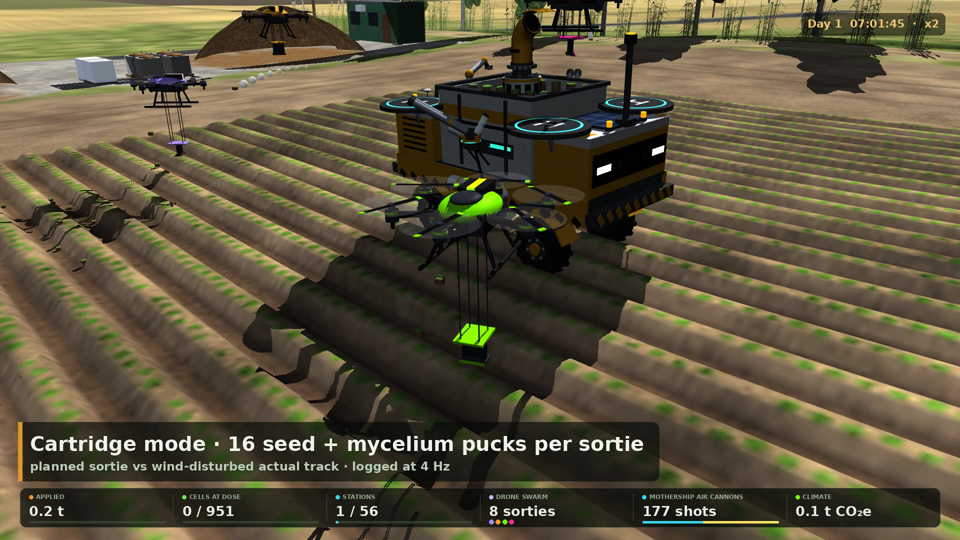 Day 1 07:01:45 · x2
Cartridge mode · 16 seed + mycelium pucks per sortie
planned sortie vs wind-disturbed actual track · logged at 4 Hz
APPLIED
0.2 t
CELLS AT DOSE
0 / 951
STATIONS
1 / 56
DRONE SWARM
8 sorties
MOTHERSHIP AIR CANNONS
177 shots
CLIMATE
0.1 t CO₂e